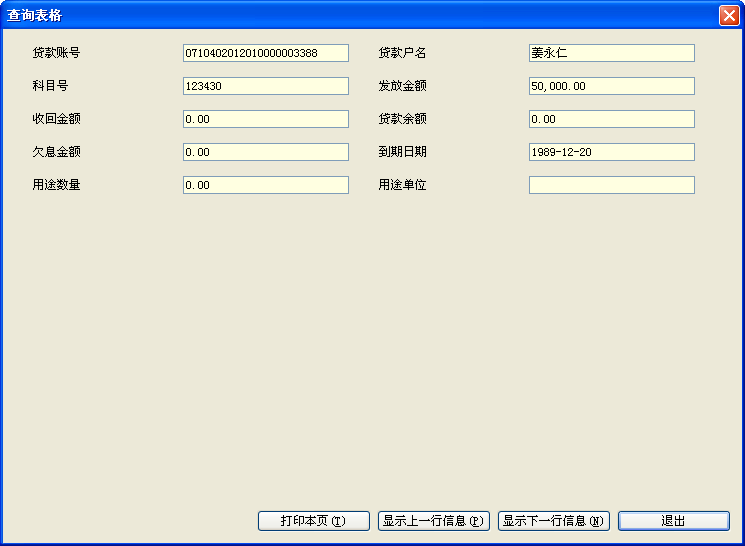 查询表格
贷款账号 0710402012010000003388 贷款户名 姜永仁
科目号 123430 发放金额 50,000.00
收回金额 0.00 贷款余额 0.00
欠息金额 0.00 到期日期 1989-12-20
用途数量 0.00 用途单位
打印本页(T) 显示上一行信息(P) 显示下一行信息(N) 退出